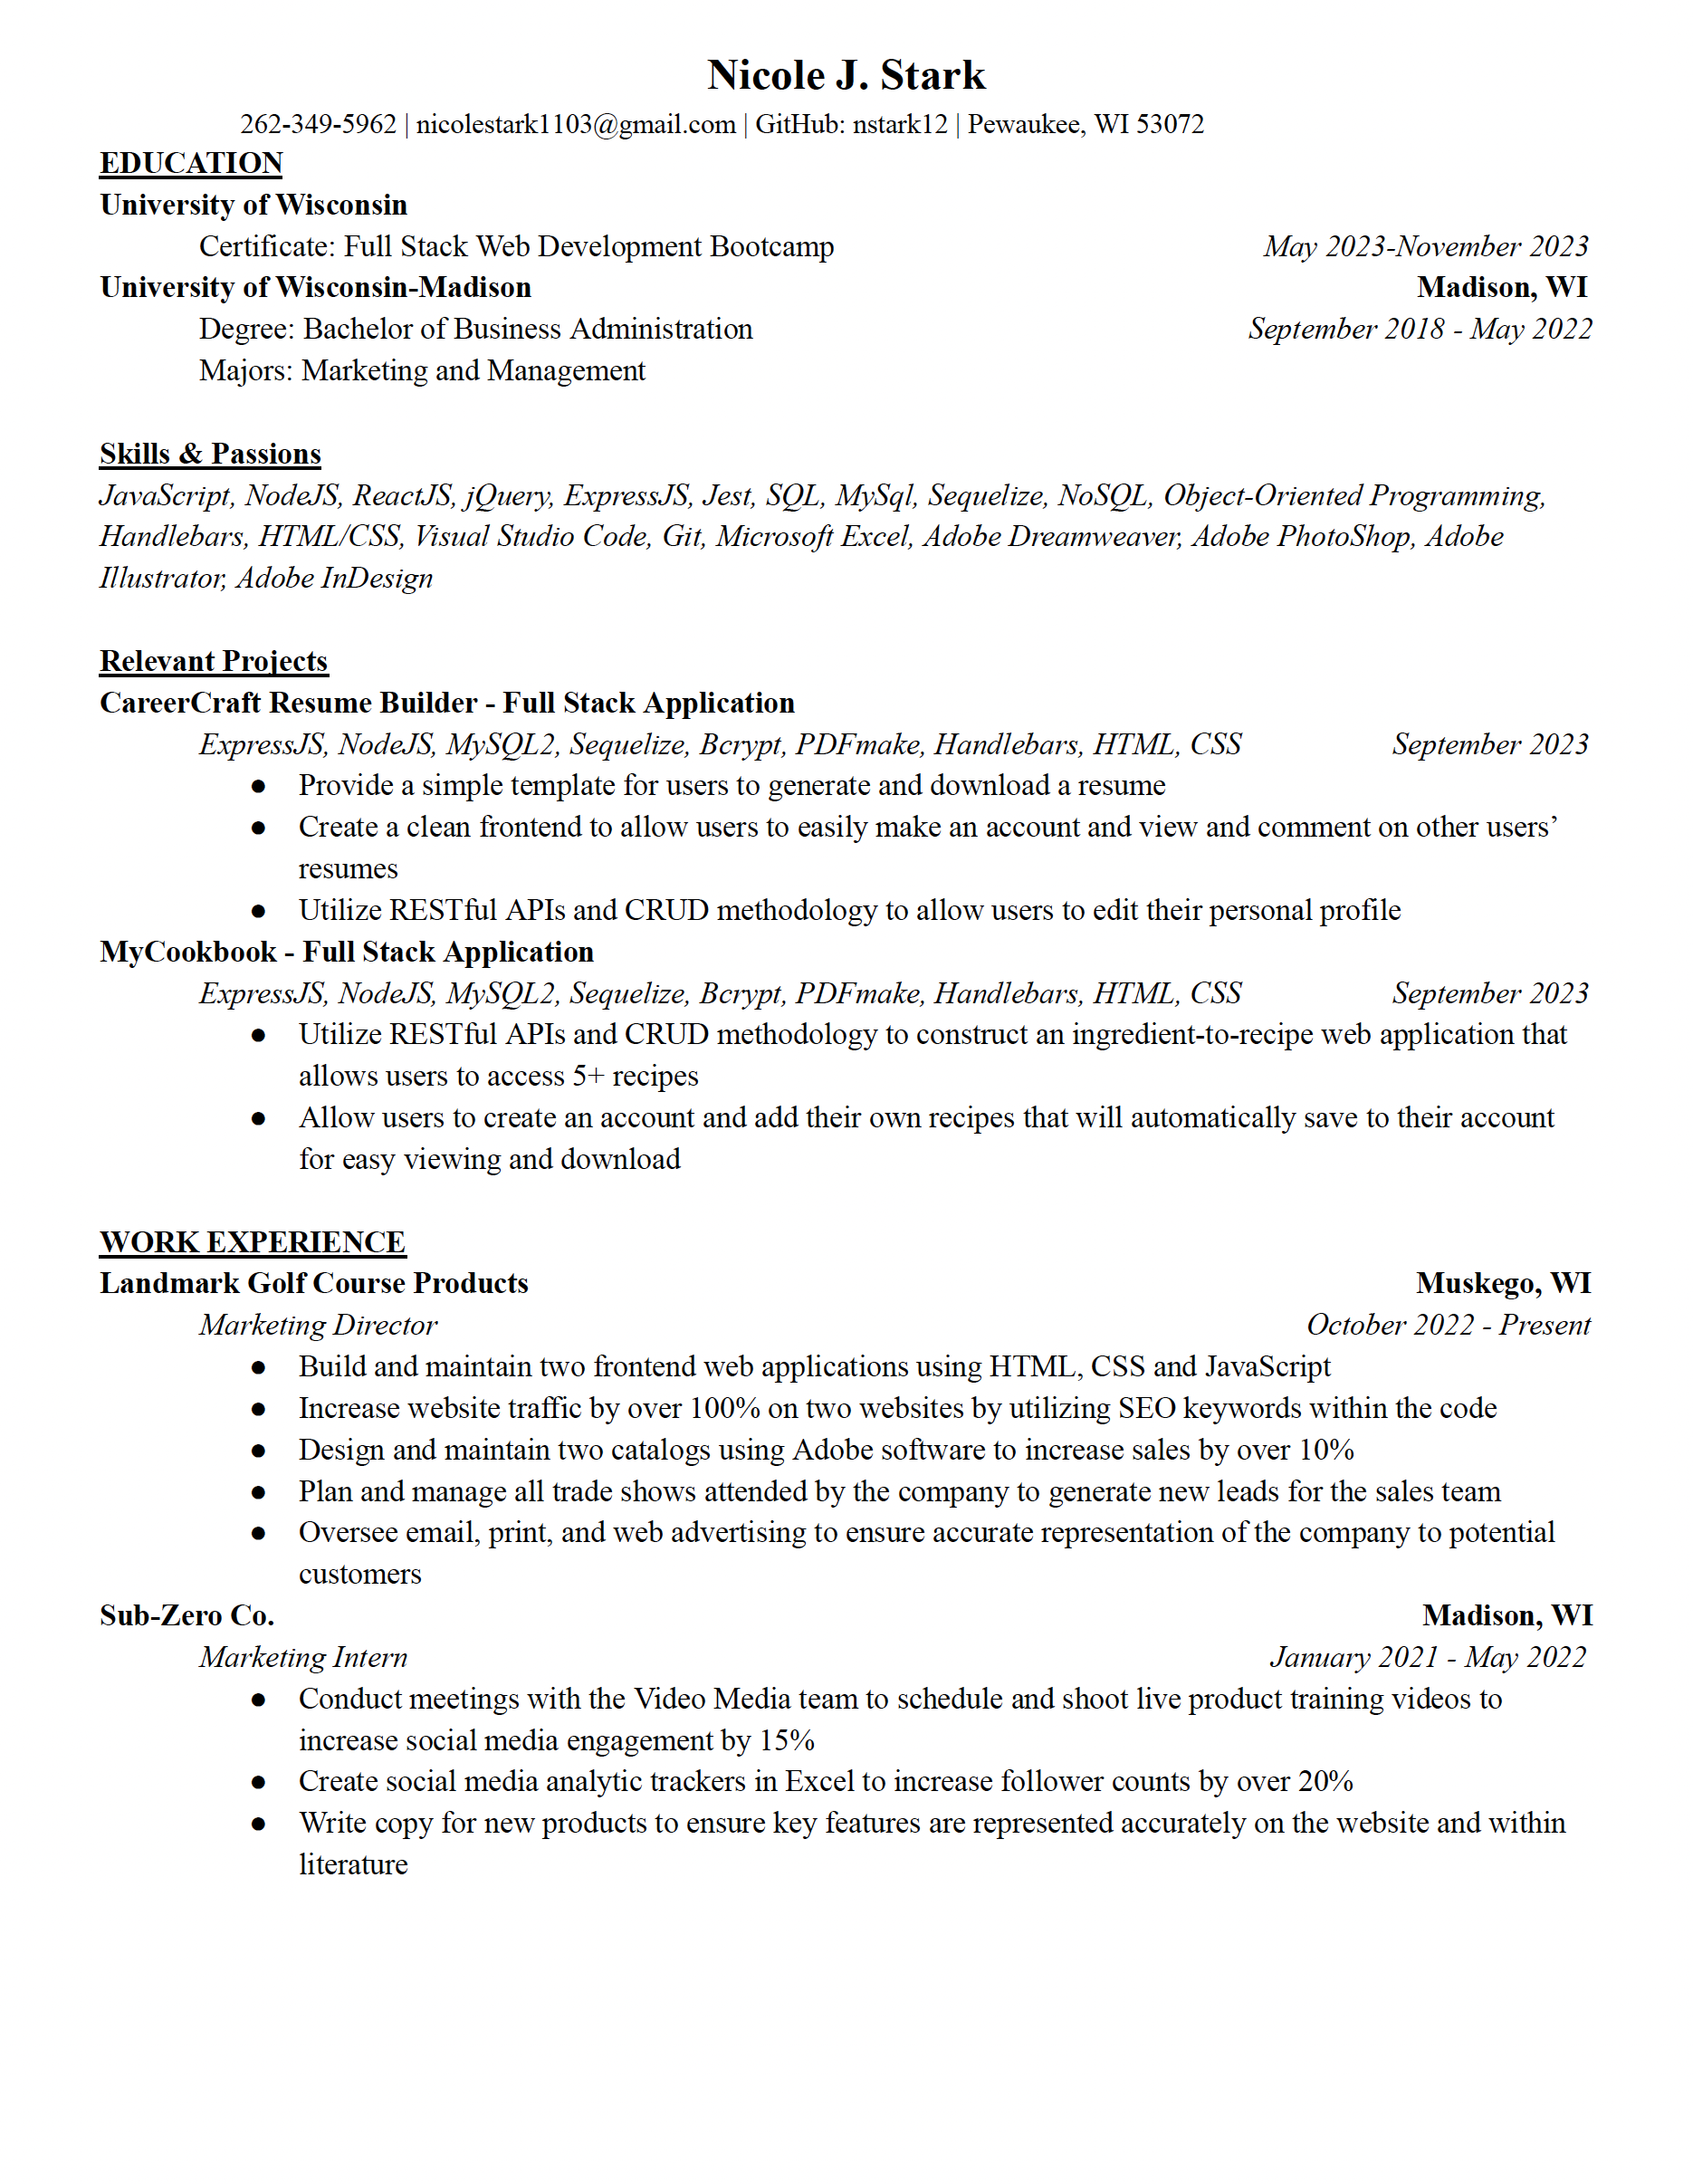 Nicole J. Stark
262-349-5962 | nicolestark1103@gmail.com | GitHub: nstark12 | Pewaukee, WI 53072
EDUCATION
University of Wisconsin
Certificate: Full Stack Web Development Bootcamp May 2023-November 2023
University of Wisconsin-Madison Madison, WI
Degree: Bachelor of Business Administration September 2018 - May 2022
Majors: Marketing and Management
Skills & Passions
JavaScript, NodeJS, ReactJS, jQuery, ExpressJS, Jest, SQL, MySql, Sequelize, NoSQL, Object-Oriented Programming,
Handlebars, HTML/CSS, Visual Studio Code, Git, Microsoft Excel, Adobe Dreamweaver, Adobe PhotoShop, Adobe
Illustrator, Adobe InDesign
Relevant Projects
CareerCraft Resume Builder - Full Stack Application
ExpressJS, NodeJS, MySQL2, Sequelize, Bcrypt, PDFmake, Handlebars, HTML, CSS September 2023
● Provide a simple template for users to generate and download a resume
● Create a clean frontend to allow users to easily make an account and view and comment on other users’
resumes
● Utilize RESTful APIs and CRUD methodology to allow users to edit their personal profile
MyCookbook - Full Stack Application
ExpressJS, NodeJS, MySQL2, Sequelize, Bcrypt, PDFmake, Handlebars, HTML, CSS September 2023
● Utilize RESTful APIs and CRUD methodology to construct an ingredient-to-recipe web application that
allows users to access 5+ recipes
● Allow users to create an account and add their own recipes that will automatically save to their account
for easy viewing and download
WORK EXPERIENCE
Landmark Golf Course Products Muskego, WI
Marketing Director October 2022 - Present
● Build and maintain two frontend web applications using HTML, CSS and JavaScript
● Increase website traffic by over 100% on two websites by utilizing SEO keywords within the code
● Design and maintain two catalogs using Adobe software to increase sales by over 10%
● Plan and manage all trade shows attended by the company to generate new leads for the sales team
● Oversee email, print, and web advertising to ensure accurate representation of the company to potential
customers
Sub-Zero Co. Madison, WI
Marketing Intern January 2021 - May 2022
● Conduct meetings with the Video Media team to schedule and shoot live product training videos to
increase social media engagement by 15%
● Create social media analytic trackers in Excel to increase follower counts by over 20%
● Write copy for new products to ensure key features are represented accurately on the website and within
literature